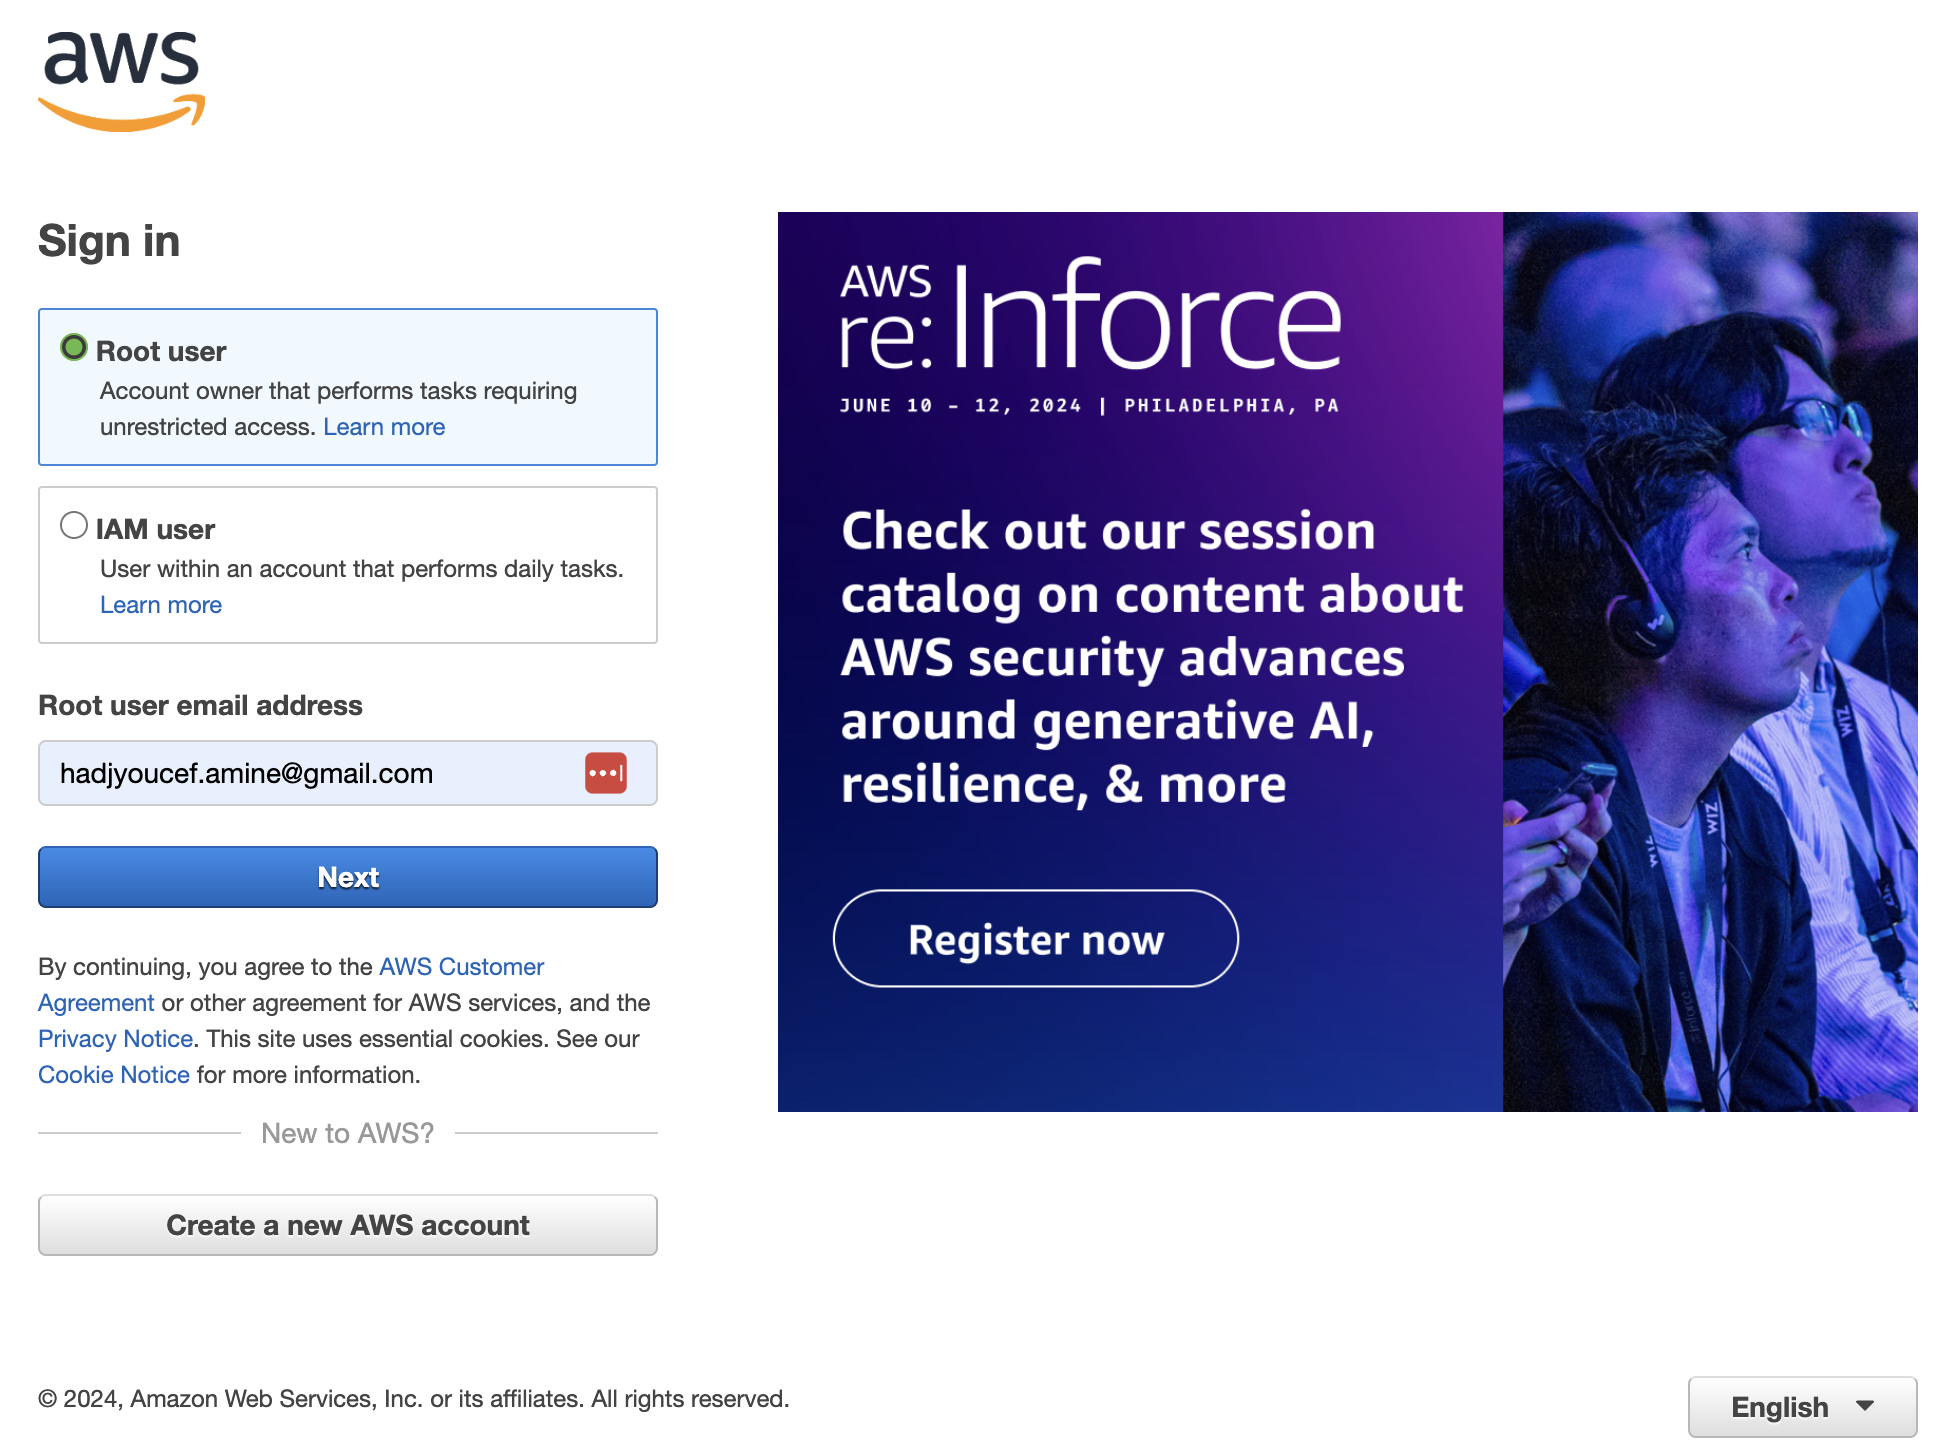 aws
Sign in
Root user
Account owner that performs tasks requiring
unrestricted access. Learn more
IAM user
User within an account that performs daily tasks.
Learn more
Root user email address
hadjyoucef.amine@gmail.com
Next
By continuing, you agree to the AWS Customer
Agreement or other agreement for AWS services, and the
Privacy Notice. This site uses essential cookies. See our
Cookie Notice for more information.
New to AWS?
Create a new AWS account
AWS
re: Inforce
JUNE 10 – 12, 2024 | PHILADELPHIA, PA
Check out our session
catalog on content about
AWS security advances
around generative AI,
resilience, & more
Register now
WIZ
WIZ
WIZ
© 2024, Amazon Web Services, Inc. or its affiliates. All rights reserved.
English